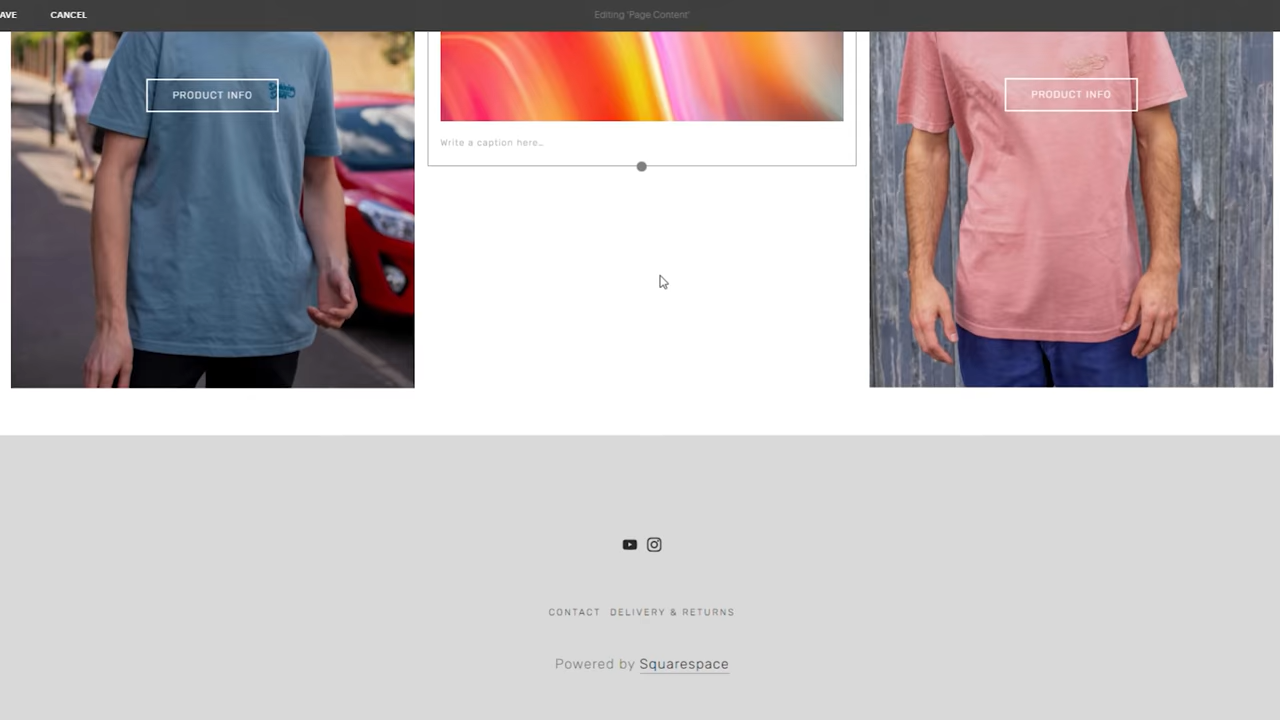 AVE
CANCEL
Editing 'Page Content'
PRODUCT INFO
Write a caption here...
PRODUCT INFO
CONTACT DELIVERY & RETURNS
Powered by Squarespace